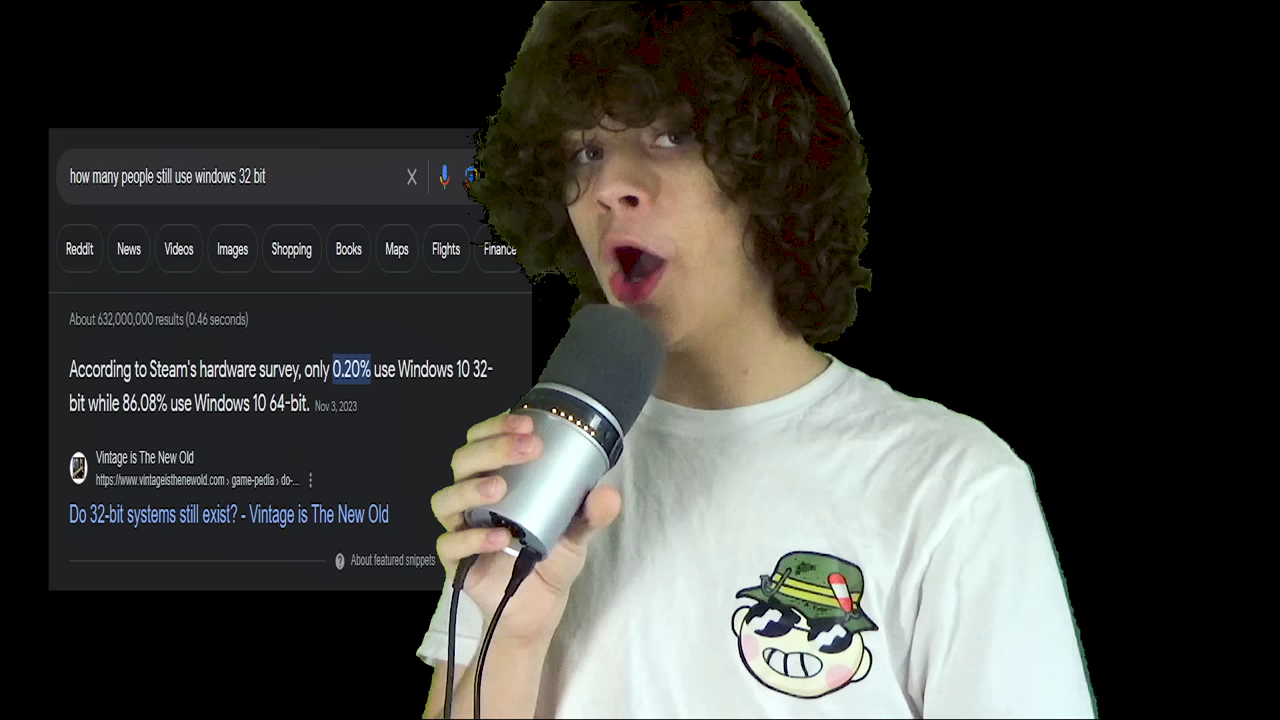 how many people still use windows 32 bit
Reddit News Videos Images Shopping Books Maps Flights Finance
About 632,000,000 results (0.46 seconds)
According to Steam's hardware survey, only 0.20% use Windows 10 32-
bit while 86.08% use Windows 10 64-bit. Nov 3, 2023
Vintage is The New Old
https://www.vintageisthenewold.com › game-pedia › do-...
Do 32-bit systems still exist? - Vintage is The New Old
About featured snippets